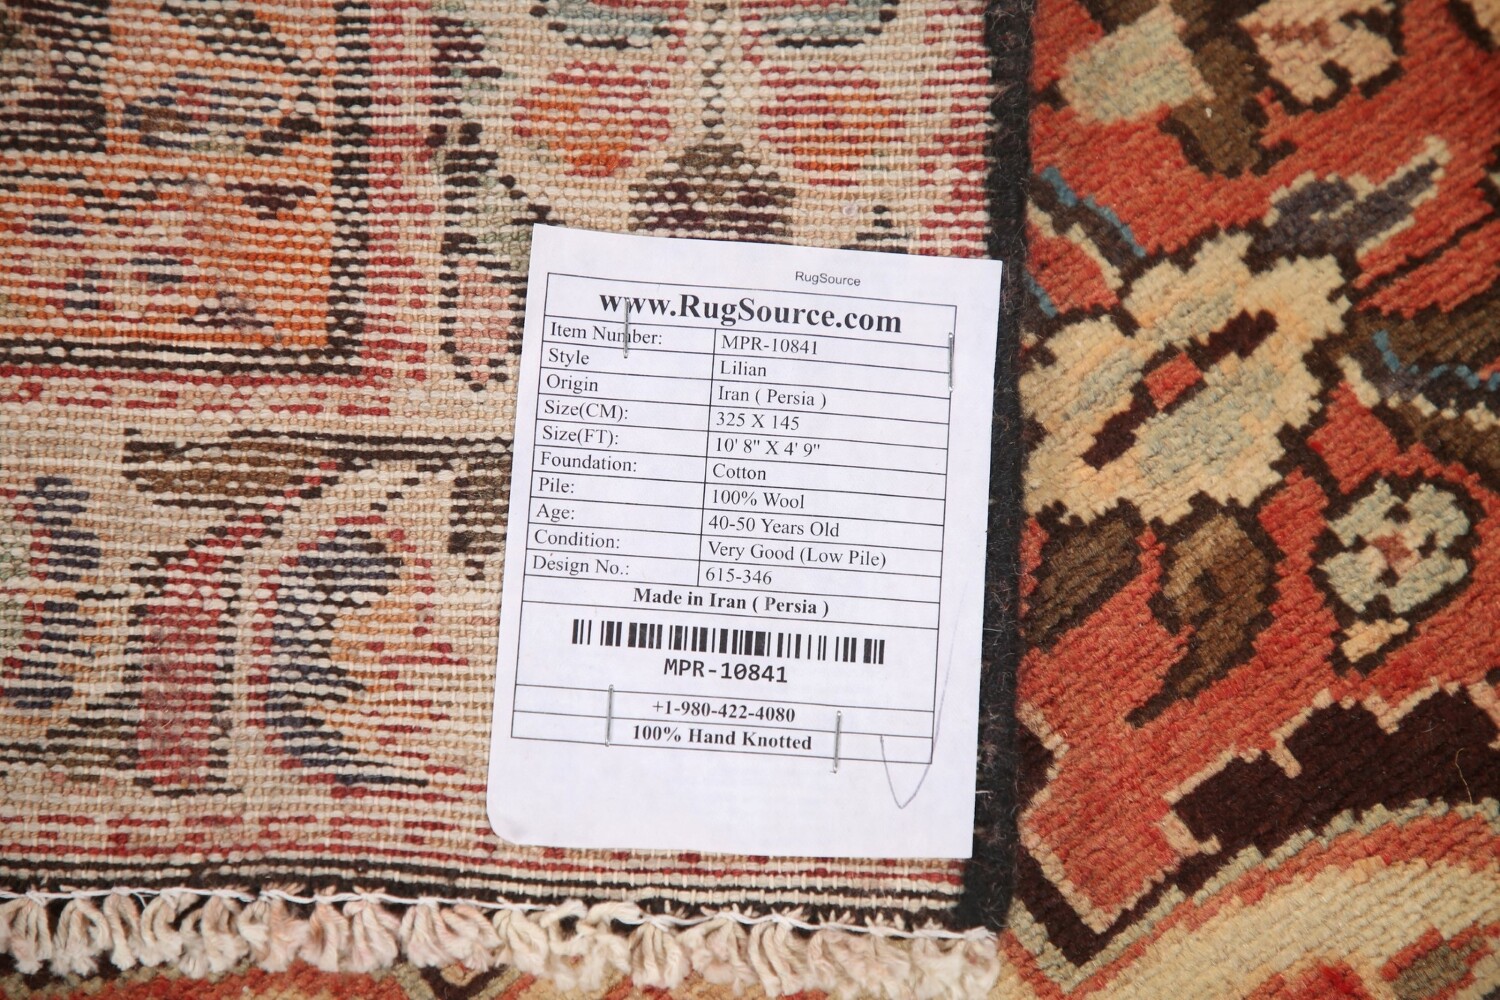 RugSource
www.RugSource.com
Item Number: MPR-10841
Style Lilian
Origin Iran ( Persia )
Size(CM): 325 X 145
Size(FT): 10' 8" X 4' 9"
Foundation: Cotton
Pile: 100% Wool
Age: 40-50 Years Old
Condition: Very Good (Low Pile)
Design No.: 615-346
Made in Iran ( Persia )
MPR-10841
+1-980-422-4080
100% Hand Knotted